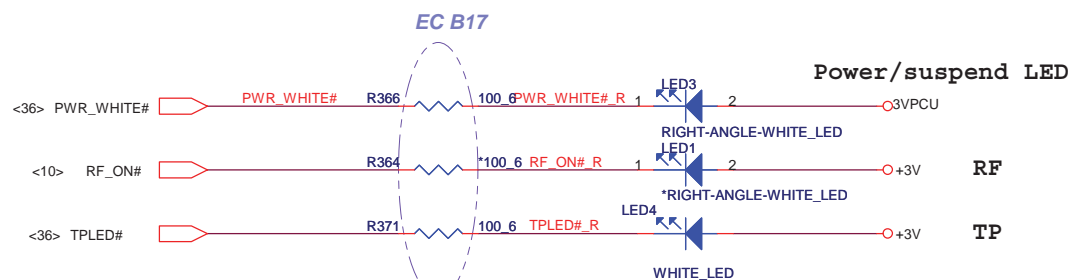 EC B17
Power/suspend LED
<36> PWR_WHITE# PWR_WHITE# R366 100_6 PWR_WHITE#_R 1 LED3 2 3VPCU
RIGHT-ANGLE-WHITE_LED
<10> RF_ON# R364 *100_6 RF_ON#_R 1 LED1 2 +3V RF
*RIGHT-ANGLE-WHITE_LED
<36> TPLED# R371 100_6 TPLED#_R LED4 +3V TP
WHITE_LED